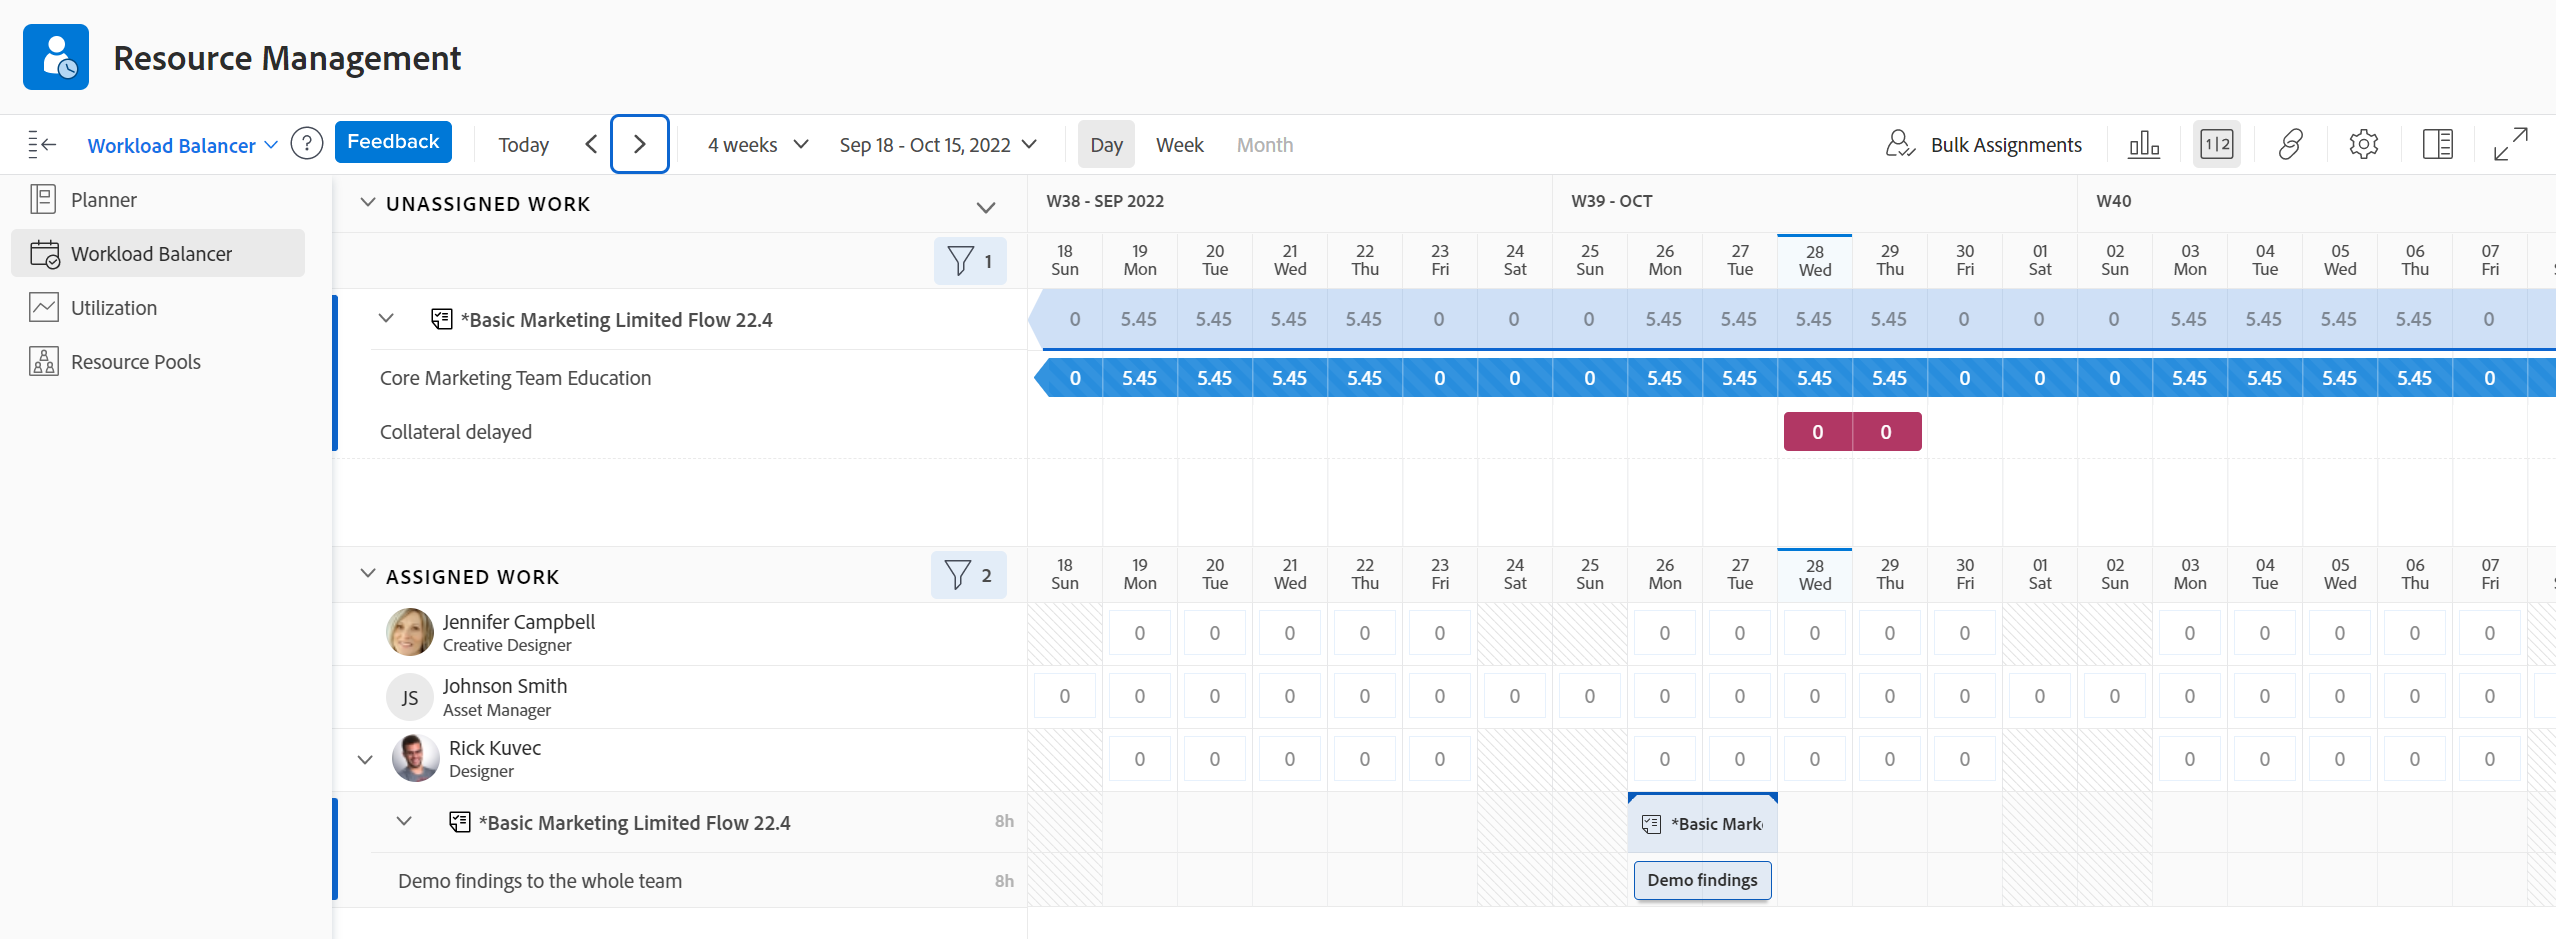 Resource Management
Workload Balancer ? Feedback Today 4 weeks Sep 18 - Oct 15, 2022 Day Week Month Bulk Assignments 1|2
Planner
Workload Balancer
Utilization
Resource Pools
UNASSIGNED WORK W38 - SEP 2022 W39 - OCT W40
1
18 19 20 21 22 23 24 25 26 27 28 29 30 01 02 03 04 05 06 07
Sun Mon Tue Wed Thu Fri Sat Sun Mon Tue Wed Thu Fri Sat Sun Mon Tue Wed Thu Fri
*Basic Marketing Limited Flow 22.4 0 5.45 5.45 5.45 5.45 0 0 0 5.45 5.45 5.45 5.45 0 0 0 5.45 5.45 5.45 5.45 0
Core Marketing Team Education 0 5.45 5.45 5.45 5.45 0 0 0 5.45 5.45 5.45 5.45 0 0 0 5.45 5.45 5.45 5.45 0
Collateral delayed 0 0
ASSIGNED WORK 2
18 19 20 21 22 23 24 25 26 27 28 29 30 01 02 03 04 05 06 07
Sun Mon Tue Wed Thu Fri Sat Sun Mon Tue Wed Thu Fri Sat Sun Mon Tue Wed Thu Fri
Jennifer Campbell
Creative Designer
0 0 0 0 0 0 0 0 0 0 0 0 0 0 0
JS
Johnson Smith
Asset Manager
0 0 0 0 0 0 0 0 0 0 0 0 0 0 0 0 0 0 0 0
Rick Kuvec
Designer
0 0 0 0 0 0 0 0 0 0 0 0 0 0 0
*Basic Marketing Limited Flow 22.4 8h *Basic Mark
Demo findings to the whole team 8h Demo findings